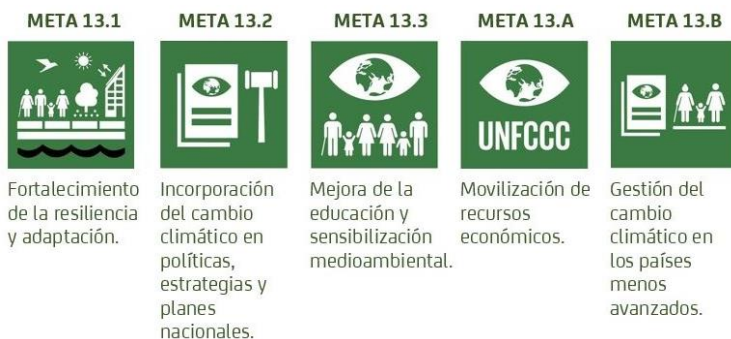 META 13.1
META 13.2
META 13.3
META 13.A
META 13.B
UNFCCC
Fortalecimiento
de la resiliencia
y adaptación.
Incorporación
del cambio
climático en
políticas,
estrategias y
planes
nacionales.
Mejora de la
educación y
sensibilización
medioambiental.
Movilización de
recursos
económicos.
Gestión del
cambio
climático en
los países
menos
avanzados.